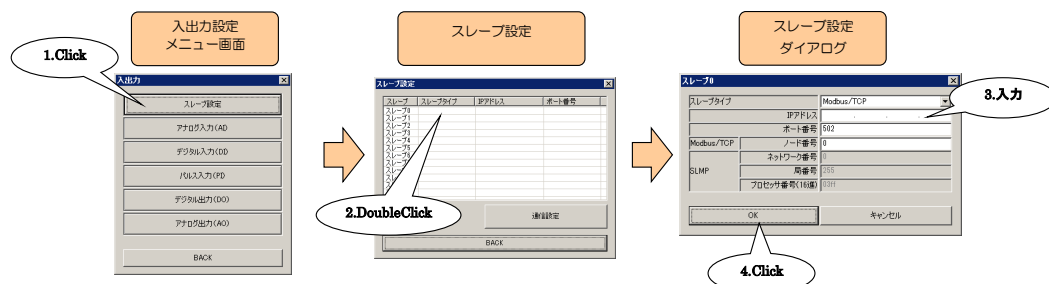 入出力設定
メニュー画面
1.Click
入出力
スレーブ設定
アナログ入力(AD
デジタル入力(DD
パルス入力(PD
デジタル出力(DO)
アナログ出力(AO)
BACK
スレーブ設定
スレーブ設定
スレーブ スレーブタイプ IPアドレス ポート番号
スレーブ0
スレーブ1
スレーブ2
スレーブ3
スレーブ4
スレーブ5
スレーブ6
2.DoubleClick
通信設定
BACK
スレーブ設定
ダイアログ
スレーブ0
スレーブタイプ Modbus/TCP
3.入力
IPアドレス . . .
ポート番号 502
Modbus/TCP ノード番号 0
ネットワーク番号 0
SLMP 局番号 255
プロセッサ番号(16進) 03ff
OK キャンセル
4.Click